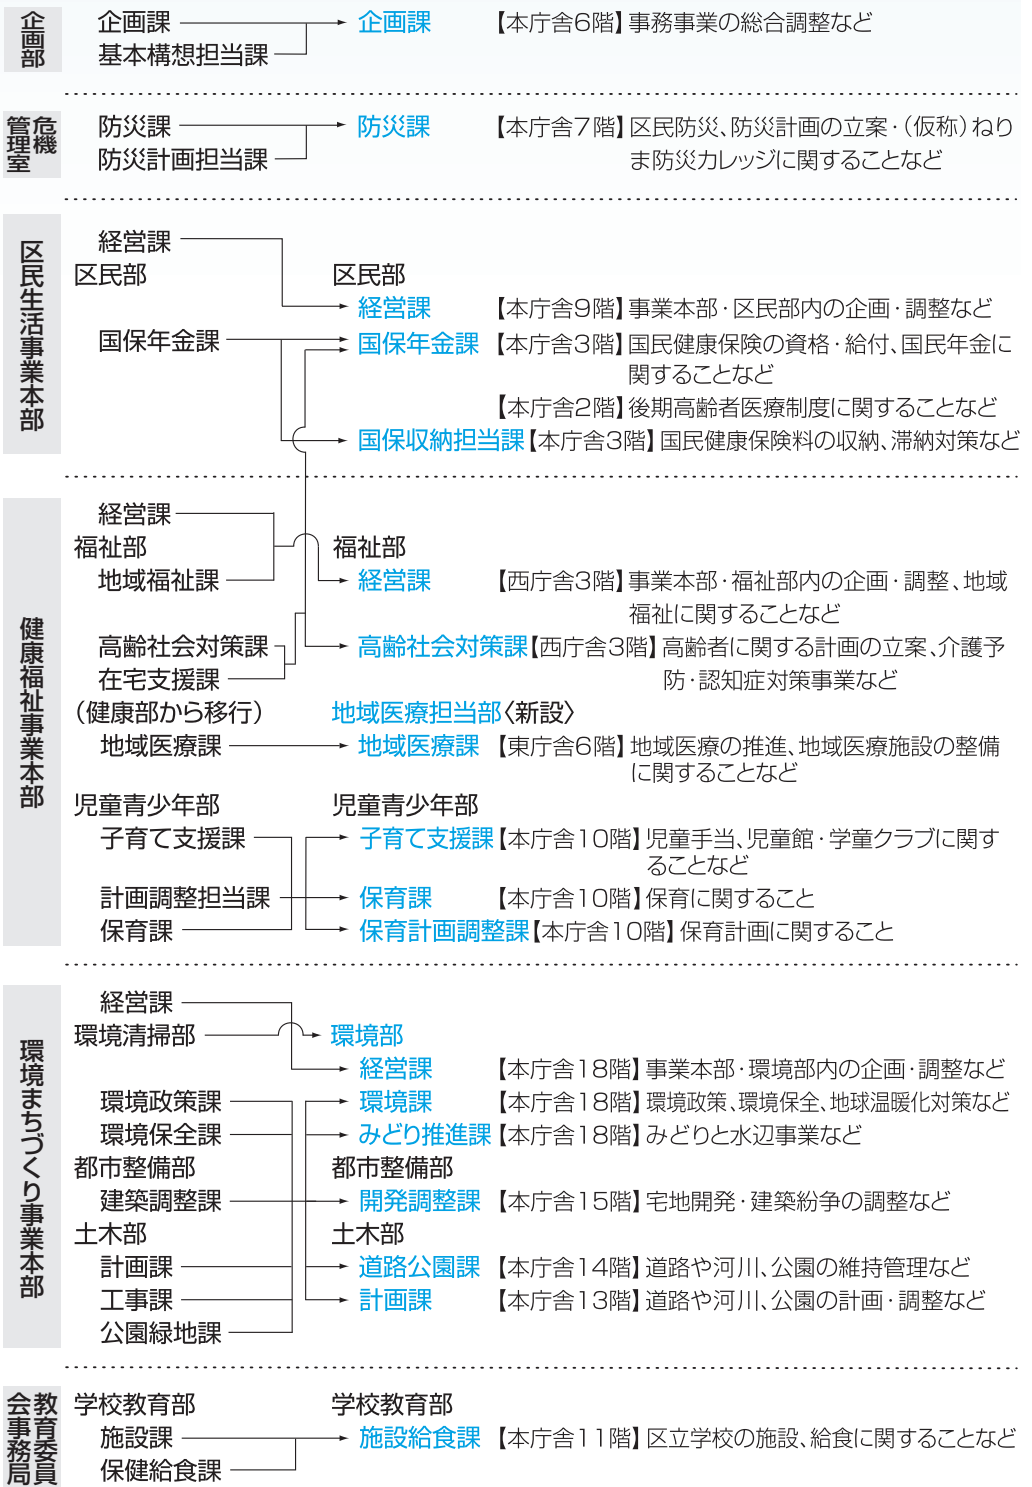 企画部
企画課 企画課 【本庁舎6階】事務事業の総合調整など
基本構想担当課
危機管理室
防災課 防災課 【本庁舎7階】区民防災、防災計画の立案・(仮称)ねり
防災計画担当課 ま防災カレッジに関することなど
区民生活事業本部
経営課
区民部 区民部
経営課 【本庁舎9階】事業本部・区民部内の企画・調整など
国保年金課 国保年金課 【本庁舎3階】国民健康保険の資格・給付、国民年金に
関することなど
【本庁舎2階】後期高齢者医療制度に関することなど
国保収納担当課【本庁舎3階】国民健康保険料の収納、滞納対策など
健康福祉事業本部
経営課
福祉部 福祉部
地域福祉課 経営課 【西庁舎3階】事業本部・福祉部内の企画・調整、地域
福祉に関することなど
高齢社会対策課 高齢社会対策課【西庁舎3階】高齢者に関する計画の立案、介護予
在宅支援課 防・認知症対策事業など
(健康部から移行) 地域医療担当部〈新設〉
地域医療課 地域医療課 【東庁舎6階】地域医療の推進、地域医療施設の整備
に関することなど
児童青少年部 児童青少年部
子育て支援課 子育て支援課【本庁舎10階】児童手当、児童館・学童クラブに関す
ることなど
計画調整担当課 保育課 【本庁舎10階】保育に関すること
保育課 保育計画調整課【本庁舎10階】保育計画に関すること
環境まちづくり事業本部
経営課
環境清掃部 環境部
経営課 【本庁舎18階】事業本部・環境部内の企画・調整など
環境政策課 環境課 【本庁舎18階】環境政策、環境保全、地球温暖化対策など
環境保全課 みどり推進課【本庁舎18階】みどりと水辺事業など
都市整備部 都市整備部
建築調整課 開発調整課 【本庁舎15階】宅地開発・建築紛争の調整など
土木部 土木部
計画課 道路公園課 【本庁舎14階】道路や河川、公園の維持管理など
工事課 計画課 【本庁舎13階】道路や河川、公園の計画・調整など
公園緑地課
教育委員会事務局
学校教育部 学校教育部
施設課 施設給食課 【本庁舎11階】区立学校の施設、給食に関することなど
保健給食課